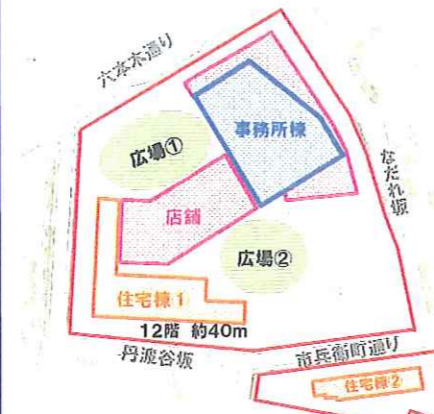 六本木通り
事務所棟
広場①
なだれ坂
店舗
広場②
住宅棟1
12階 約40m
丹波谷坂
市兵衛町通り
住宅棟2